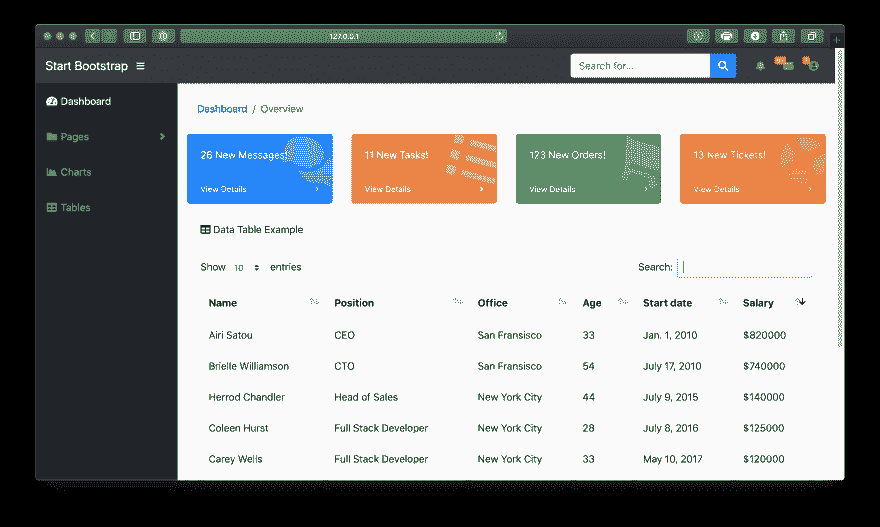 127.0.0.1
Start Bootstrap
Search for...
Dashboard
Pages
Charts
Tables
Dashboard / Overview
26 New Messages! 11 New Tasks! 123 New Orders! 13 New Tickets!
View Details View Details View Details View Details
Data Table Example
Show 10 entries Search:
Name Position Office Age Start date Salary
Airi Satou CEO San Fransisco 33 Jan. 1, 2010 $820000
Brielle Williamson CTO San Fransisco 54 July 17, 2010 $740000
Herrod Chandler Head of Sales New York City 44 July 9, 2015 $140000
Coleen Hurst Full Stack Developer New York City 28 July 8, 2016 $125000
Carey Wells Full Stack Developer New York City 33 May 10, 2017 $120000